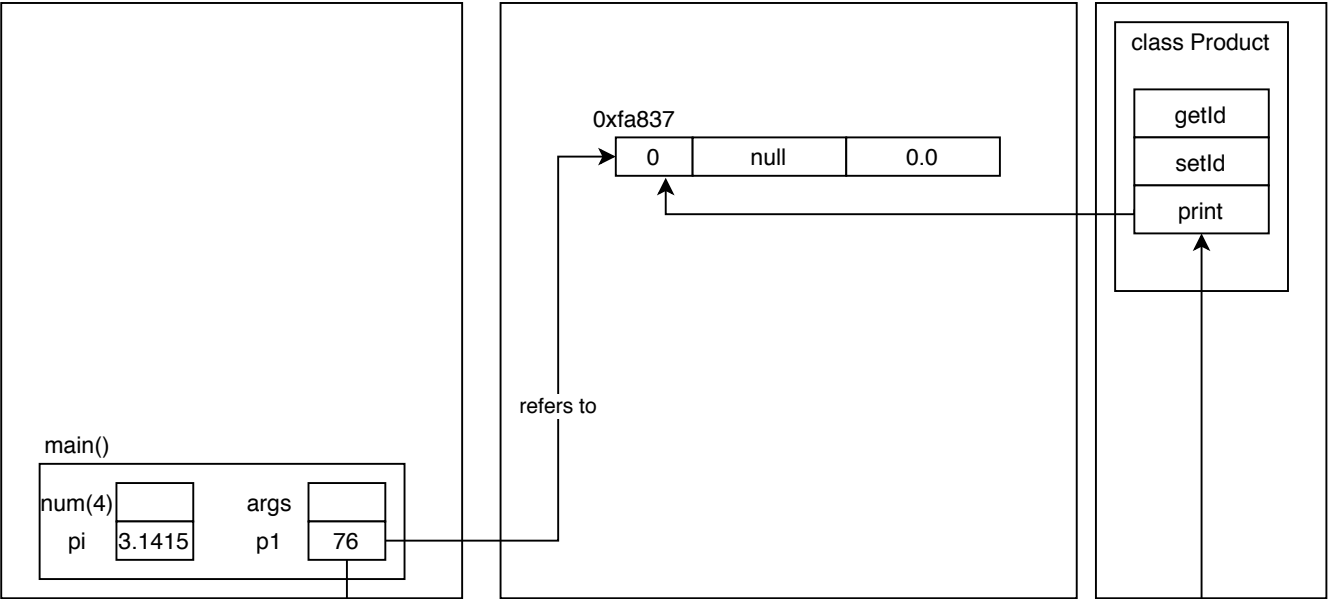 class Product
getId
setId
print
0xfa837
0 null 0.0
refers to
main()
num(4) args
pi 3.1415 p1 76